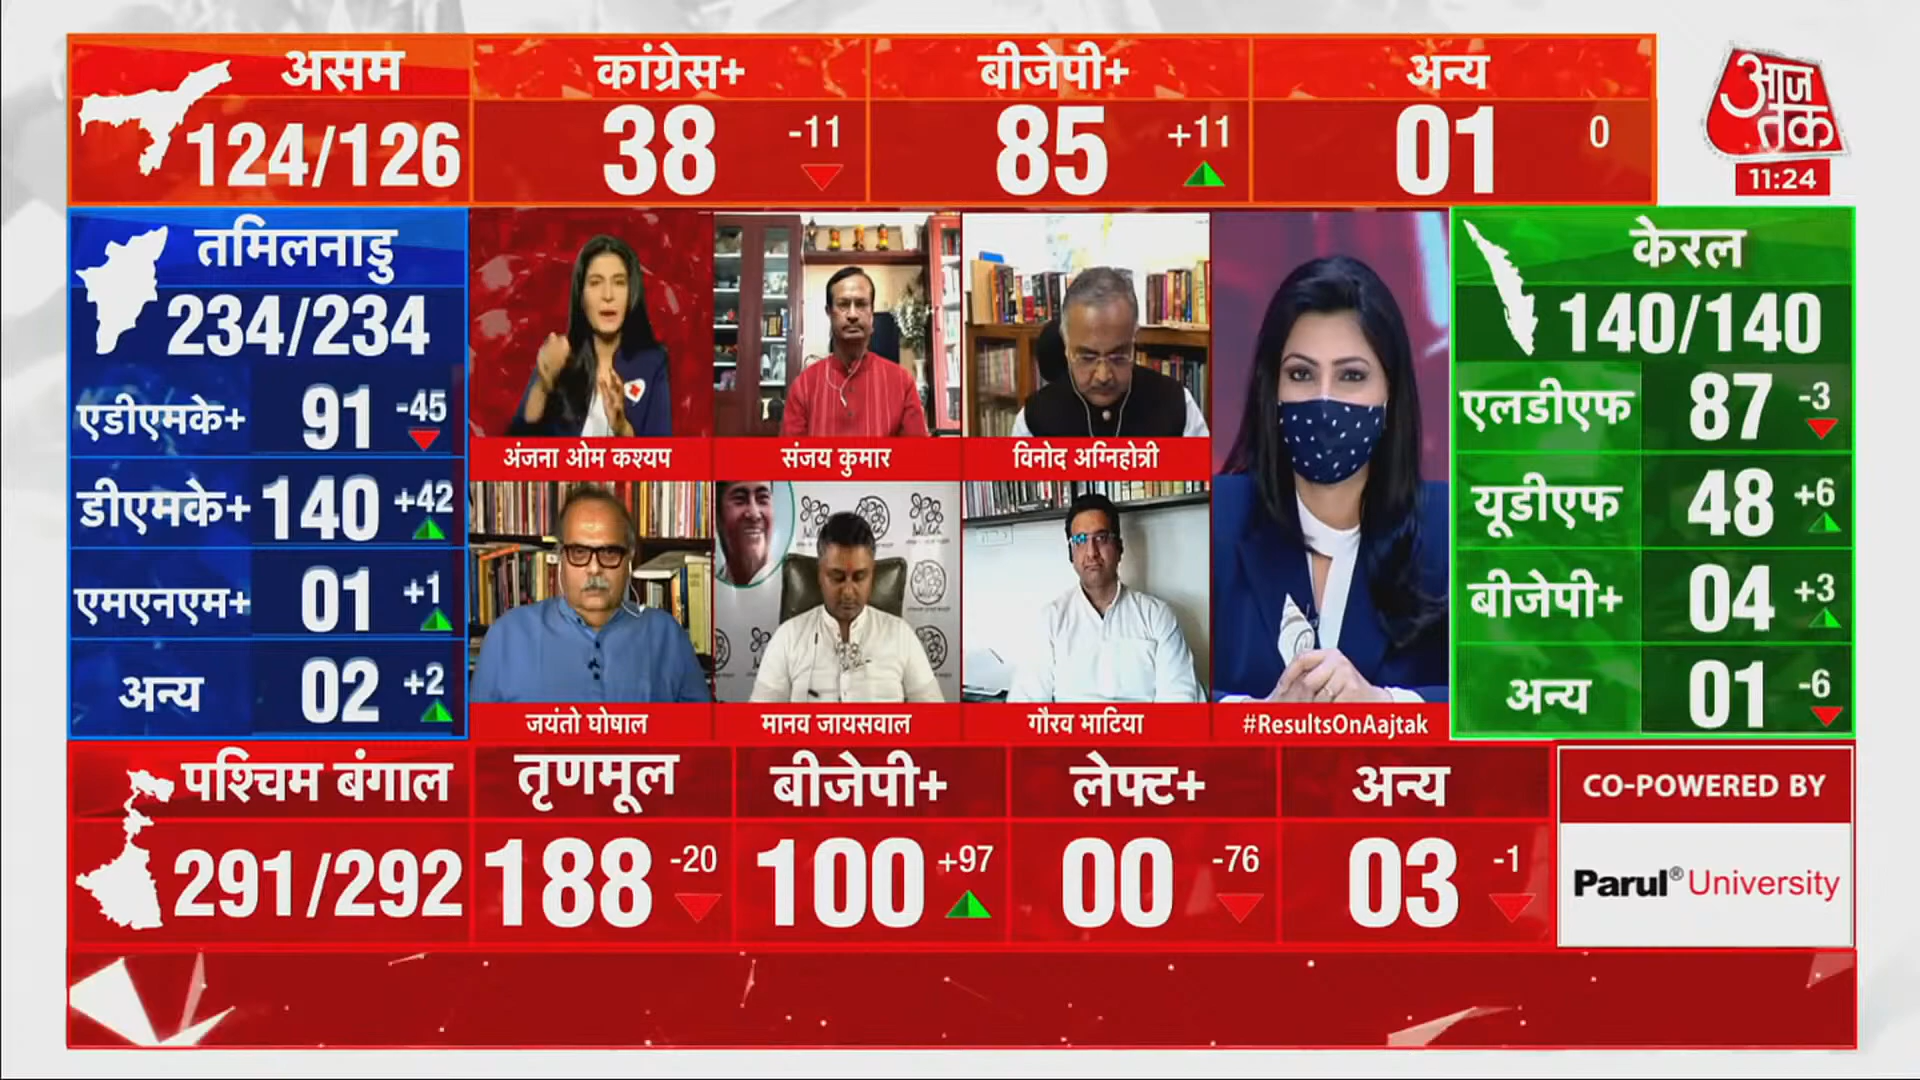 असम
124/126
कांग्रेस+
38 -11
बीजेपी+
85 +11
अन्य
01 0
आज
तक
11:24
तमिलनाडु
234/234
एडीएमके+ 91 -45
डीएमके+ 140 +42
एमएनएम+ 01 +1
अन्य 02 +2
अंजना ओम कश्यप
संजय कुमार
विनोद अग्निहोत्री
जयंतो घोषाल
मानव जायसवाल
गौरव भाटिया
#ResultsOnAajtak
केरल
140/140
एलडीएफ 87 -3
यूडीएफ 48 +6
बीजेपी+ 04 +3
अन्य 01 -6
पश्चिम बंगाल
291/292
तृणमूल
188 -20
बीजेपी+
100 +97
लेफ्ट+
00 -76
अन्य
03 -1
CO-POWERED BY
Parul® University